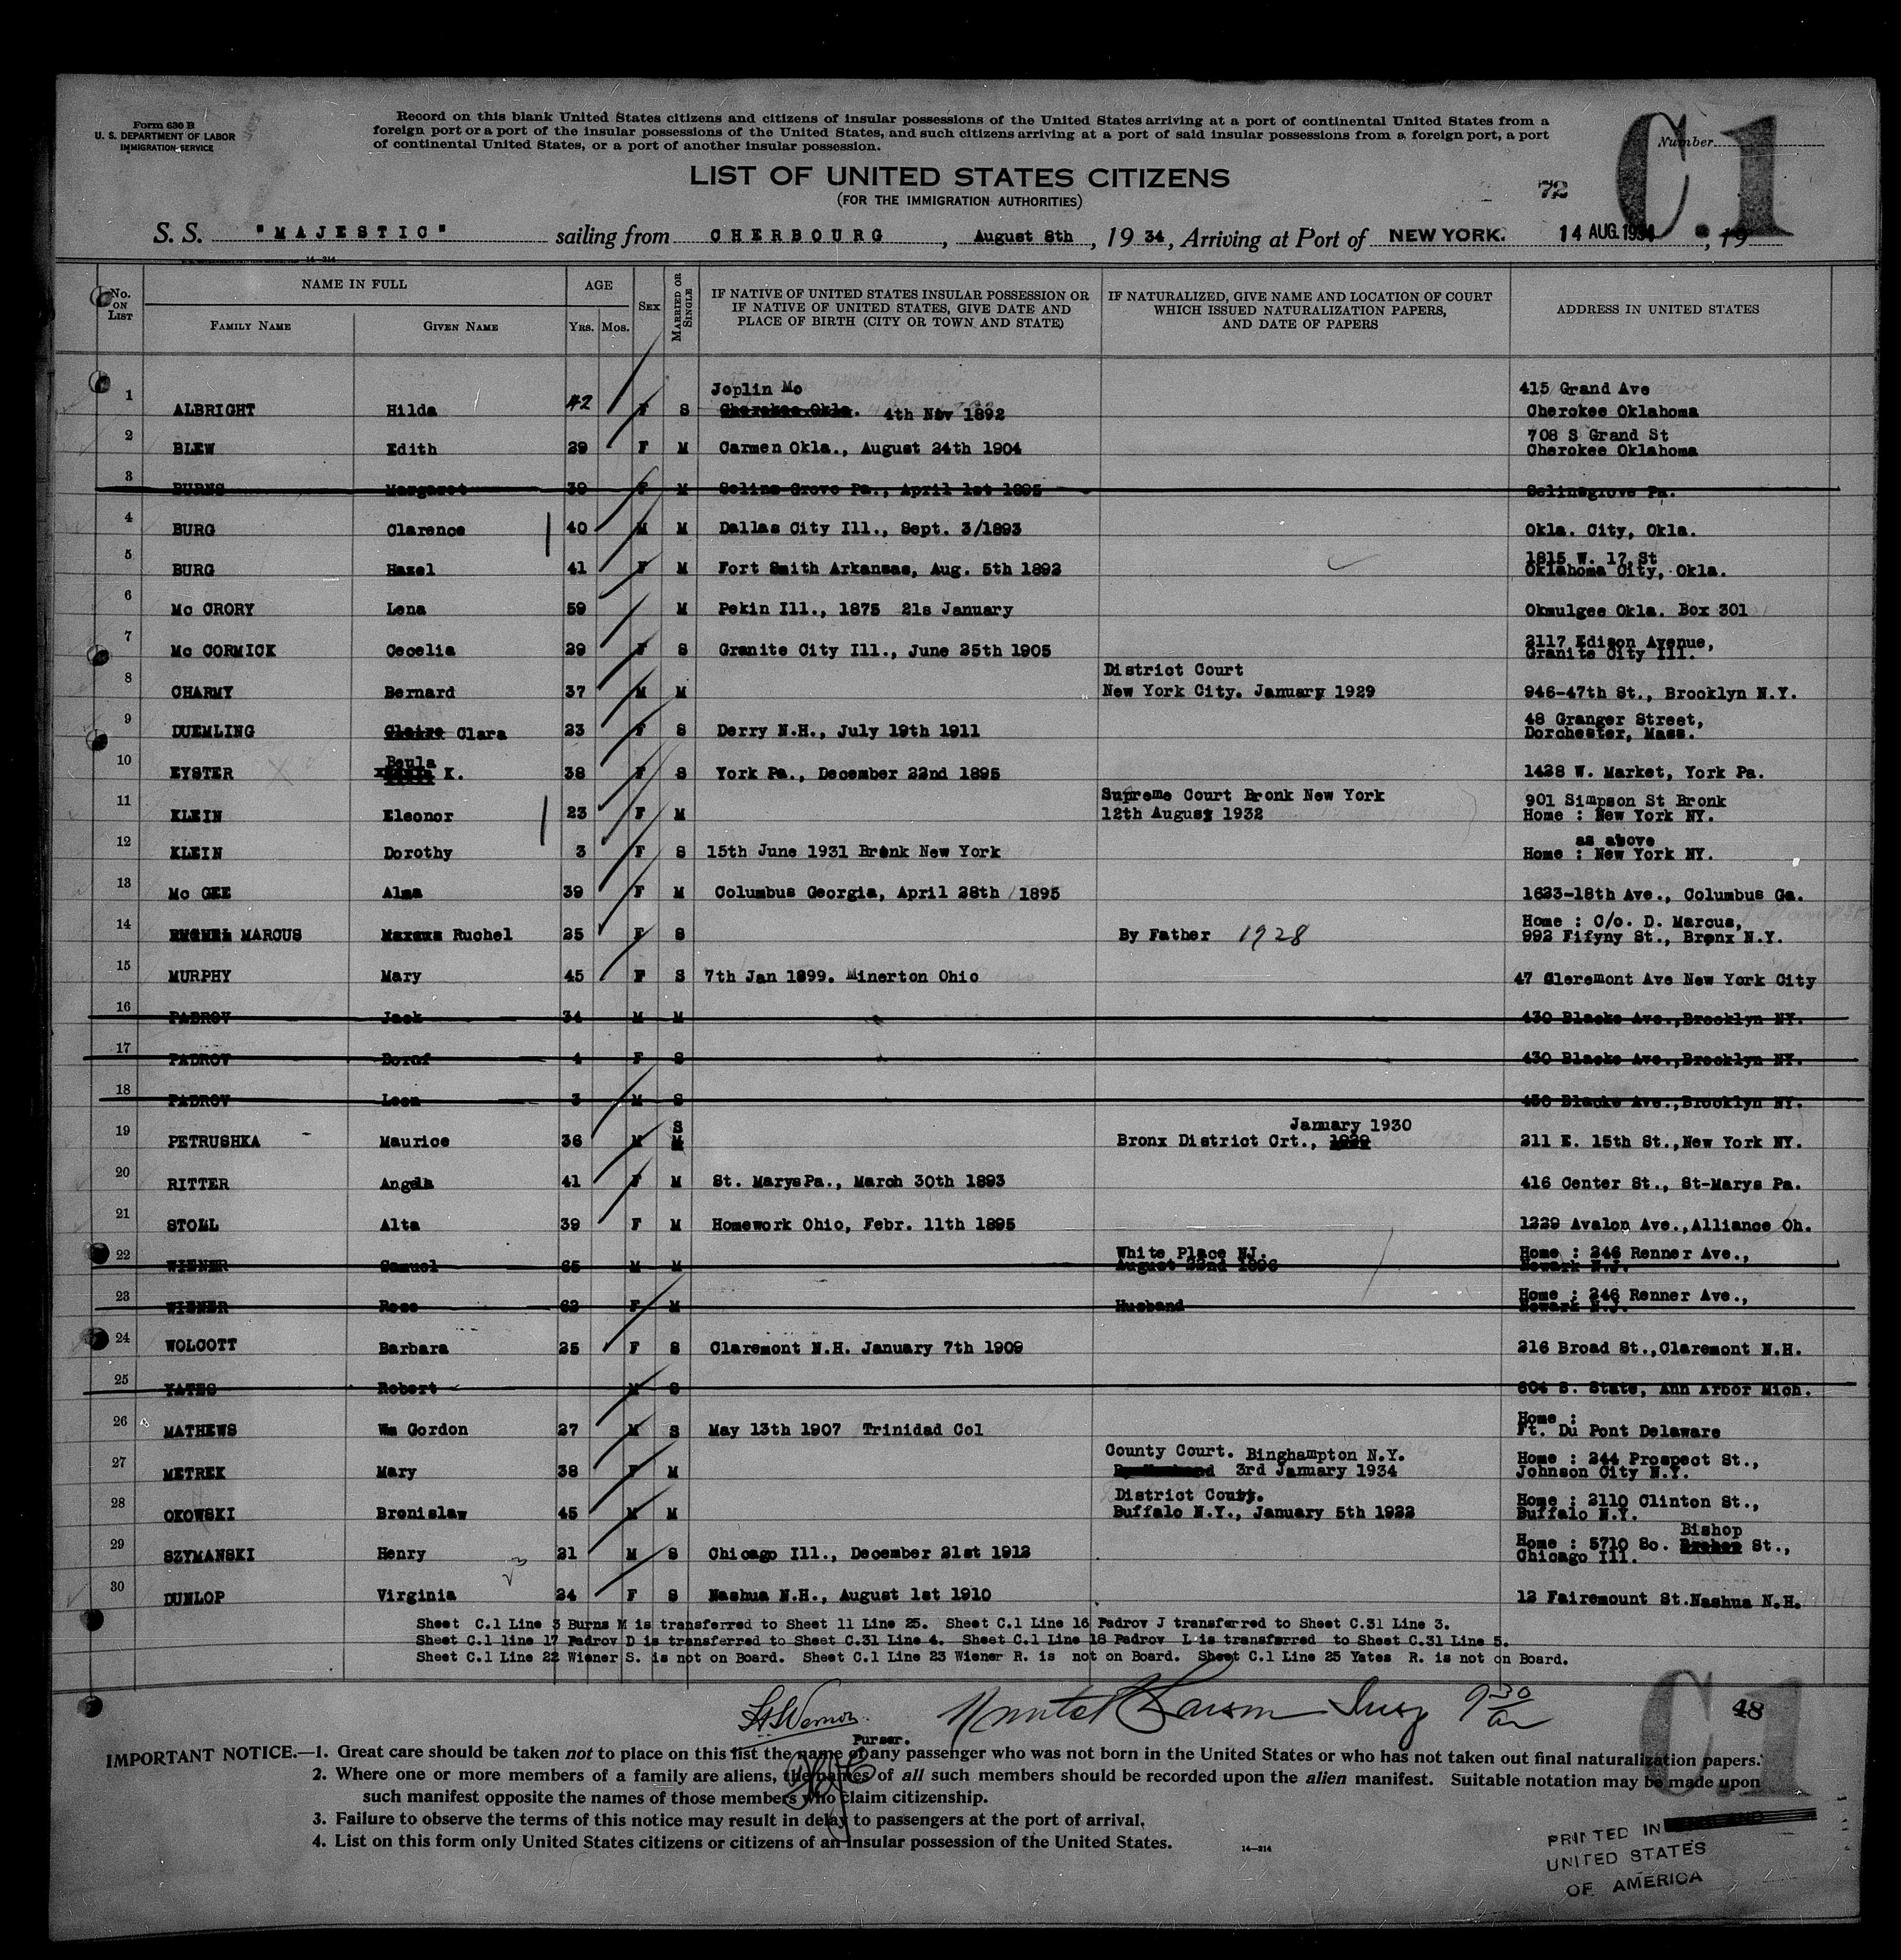 Form 630 B
U. S. DEPARTMENT OF LABOR
IMMIGRATION SERVICE
Record on this blank United States citizens and citizens of insular possessions of the United States arriving at a port of continental United States from a
foreign port or a port of the insular possessions of the United States, and such citizens arriving at a port of said insular possessions from a foreign port, a port
of continental United States, or a port of another insular possession.
Number
C.1
LIST OF UNITED STATES CITIZENS
(FOR THE IMMIGRATION AUTHORITIES)
72
S. S. "MAJESTIC" sailing from CHERBOURG, August 8th, 19 34, Arriving at Port of NEW YORK. 14 AUG. 1934, 19
14-214
No. ON LIST
NAME IN FULL
FAMILY NAME GIVEN NAME
AGE
YRS. MOS.
SEX
MARRIED OR SINGLE
IF NATIVE OF UNITED STATES INSULAR POSSESSION OR
IF NATIVE OF UNITED STATES, GIVE DATE AND
PLACE OF BIRTH (CITY OR TOWN AND STATE)
IF NATURALIZED, GIVE NAME AND LOCATION OF COURT
WHICH ISSUED NATURALIZATION PAPERS,
AND DATE OF PAPERS
ADDRESS IN UNITED STATES
Joplin Mo 415 Grand Ave
1 ALBRIGHT Hilda 42 F S Cherokee Okla. 4th Nov 1892 Cherokee Oklahoma
708 S Grand St
2 BLEW Edith 29 F M Carmen Okla., August 24th 1904 Cherokee Oklahoma
3 BURNS Margaret 39 F M Selins Grove Pa., April 1st 1895 Selinsgrove Pa.
4 BURG Clarence 40 M M Dallas City Ill., Sept. 3/1893 Okla. City, Okla.
1815 W. 17, St
5 BURG Hazel 41 F M Fort Smith Arkansas, Aug. 5th 1892 Oklahoma City, Okla.
6 Mc CRORY Lena 59 M Pekin Ill., 1875 21s January Okmulgee Okla. Box 301
2117 Edison Avenue,
7 Mc CORMICK Cecelia 29 F S Granite City Ill., June 25th 1905 Granite City Ill.
District Court
8 CHARMY Bernard 37 M M New York City. January 1929 946-47th St., Brooklyn N.Y.
48 Granger Street,
9 DUEMLING Claire Clara 23 F S Derry N.H., July 19th 1911 Dorchester, Mass.
Beula
10 EYSTER K. 38 F S York Pa., December 22nd 1895 1428 W. Market, York Pa.
Supreme Court Bronk New York 901 Simpson St Bronk
11 KLEIN Eleonor 23 F M 12th August 1932 Home : New York NY.
as above
12 KLEIN Dorothy 3 F S 15th June 1931 Bronk New York Home : New York NY.
13 Mc GEE Alma 39 F M Columbus Georgia, April 28th 1895 1623-18th Ave., Columbus Ga.
Home : C/o. D. Marcus,
14 MARCUS Marcus Ruchel 25 F S By Father 1928 992 Fifyny St., Bronx N.Y.
15 MURPHY Mary 45 F S 7th Jan 1899. Minerton Ohio 47 Cleremont Ave New York City
16 PADROV Jack 34 M M 430 Blacke Ave., Brooklyn NY.
17 PADROV Doraf 4 F S 430 Blacke Ave., Brooklyn NY.
18 PADROV Leon 3 M S 430 Blacke Ave., Brooklyn NY.
S January 1930
19 PETRUSHKA Maurice 36 M M Bronx District Crt., 1929 211 E. 15th St., New York NY.
20 RITTER Angela 41 F M St. Marys Pa., March 30th 1893 416 Center St., St-Marys Pa.
21 STOLL Alta 39 F M Homework Ohio, Febr. 11th 1895 1229 Avalon Ave., Alliance Oh.
White Place NJ. Home : 246 Renner Ave.,
22 WIENER Samuel 65 M M August 22nd 1896 Newark N.J.
Home : 246 Renner Ave.,
23 WIENER Rose 62 F M Husband Newark N.J.
24 WOLCOTT Barbara 25 F S Claremont N.H. January 7th 1909 216 Broad St., Claremont N.H.
25 YATES Robert M S 604 S. State, Ann Arbor Mich.
Home :
26 MATHEWS Wm Gordon 27 M S May 13th 1907 Trinidad Col Ft. Du Pont Delaware
County Court. Binghampton N.Y. Home : 244 Prospect St.,
27 METREK Mary 38 F M By Husband 3rd January 1934 Johnson City N.Y.
District Court. Home : 2110 Clinton St.,
28 OKOWSKI Bronislaw 45 M M Buffalo N.Y., January 5th 1922 Buffalo N.Y.
Bishop
Home : 5710 So. St.,
29 SZYMANSKI Henry 21 M S Chicago Ill., December 21st 1912 Chicago Ill.
30 DUNLOP Virginia 24 F S Nashua N.H., August 1st 1910 12 Fairemount St. Nashua N.H.
Sheet C.1 Line 3 Burns M is transferred to Sheet 11 Line 25. Sheet C.1 Line 16 Padrov J transferred to Sheet C.31 Line 3.
Sheet C.1 line 17 Padrov D is transferred to Sheet C.31 Line 4. Sheet C.1 Line 18 Padrov L is transferred to Sheet C.31 Line 5.
Sheet C.1 Line 22 Wiener S. is not on Board. Sheet C.1 Line 23 Wiener R. is not on Board. Sheet C.1 Line 25 Yates R. is not on Board.
C.1
48
Purser.
IMPORTANT NOTICE.—1. Great care should be taken not to place on this list the name of any passenger who was not born in the United States or who has not taken out final naturalization papers.
2. Where one or more members of a family are aliens, the names of all such members should be recorded upon the alien manifest. Suitable notation may be made upon
such manifest opposite the names of those members who claim citizenship.
3. Failure to observe the terms of this notice may result in delay to passengers at the port of arrival.
4. List on this form only United States citizens or citizens of an insular possession of the United States.
14-214
PRINTED IN
UNITED STATES
OF AMERICA